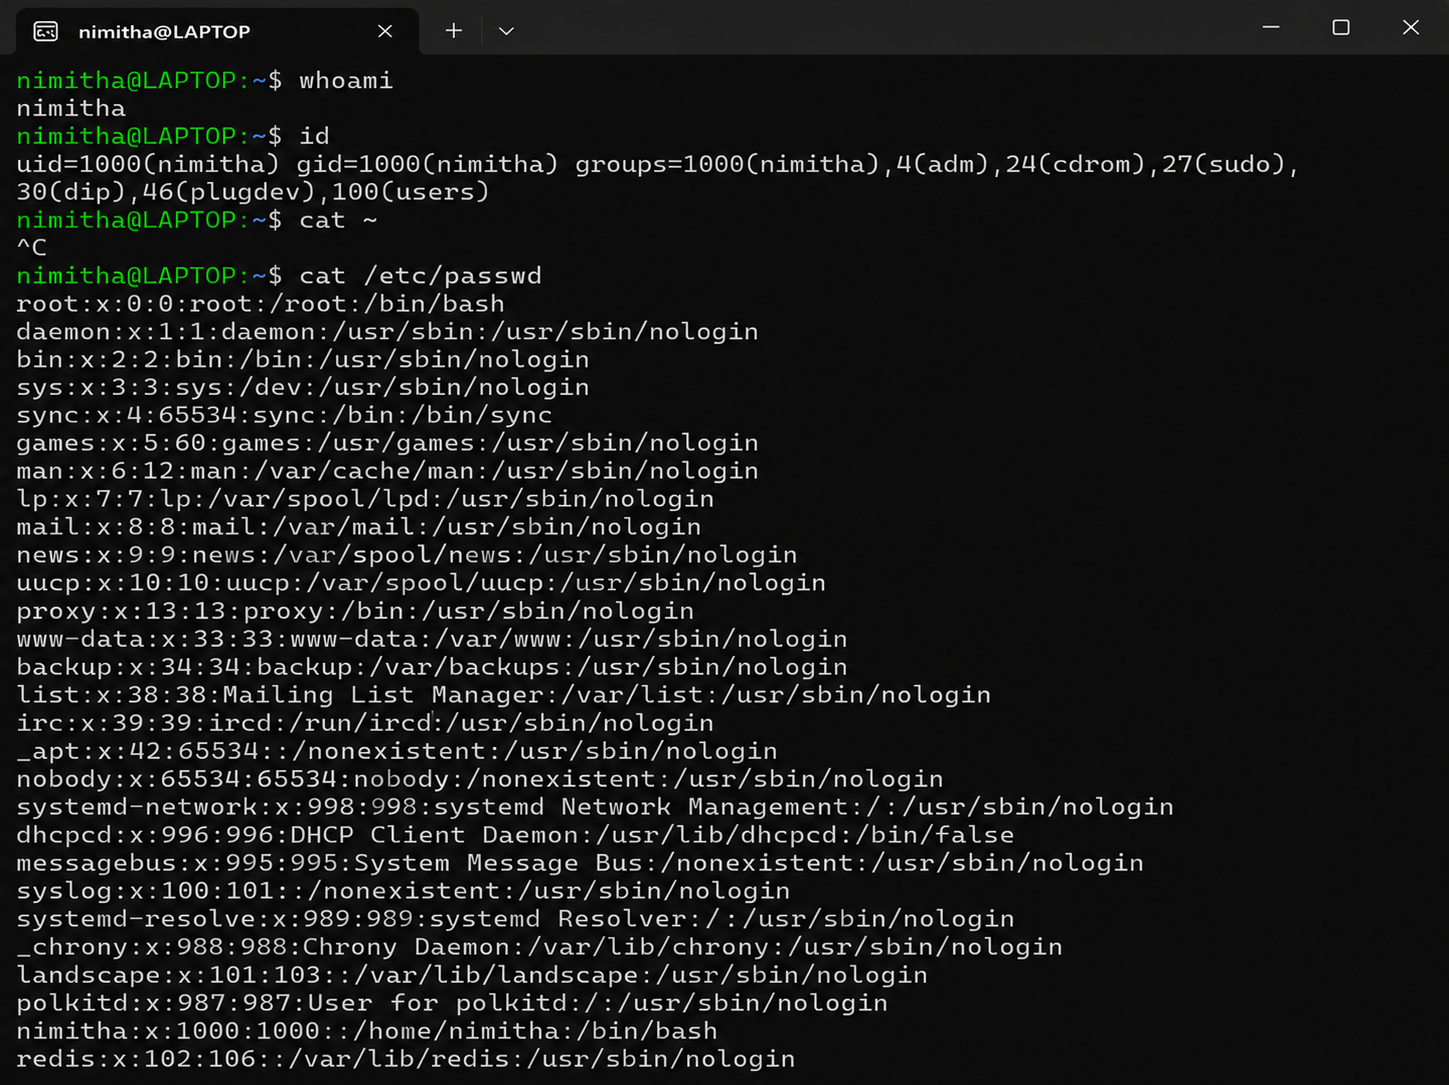 nimitha@LAPTOP
nimitha@LAPTOP:~$ whoami
nimitha
nimitha@LAPTOP:~$ id
uid=1000(nimitha) gid=1000(nimitha) groups=1000(nimitha),4(adm),24(cdrom),27(sudo),
30(dip),46(plugdev),100(users)
nimitha@LAPTOP:~$ cat ~
^C
nimitha@LAPTOP:~$ cat /etc/passwd
root:x:0:0:root:/root:/bin/bash
daemon:x:1:1:daemon:/usr/sbin:/usr/sbin/nologin
bin:x:2:2:bin:/bin:/usr/sbin/nologin
sys:x:3:3:sys:/dev:/usr/sbin/nologin
sync:x:4:65534:sync:/bin:/bin/sync
games:x:5:60:games:/usr/games:/usr/sbin/nologin
man:x:6:12:man:/var/cache/man:/usr/sbin/nologin
lp:x:7:7:lp:/var/spool/lpd:/usr/sbin/nologin
mail:x:8:8:mail:/var/mail:/usr/sbin/nologin
news:x:9:9:news:/var/spool/news:/usr/sbin/nologin
uucp:x:10:10:uucp:/var/spool/uucp:/usr/sbin/nologin
proxy:x:13:13:proxy:/bin:/usr/sbin/nologin
www-data:x:33:33:www-data:/var/www:/usr/sbin/nologin
backup:x:34:34:backup:/var/backups:/usr/sbin/nologin
list:x:38:38:Mailing List Manager:/var/list:/usr/sbin/nologin
irc:x:39:39:ircd:/run/ircd:/usr/sbin/nologin
_apt:x:42:65534::/nonexistent:/usr/sbin/nologin
nobody:x:65534:65534:nobody:/nonexistent:/usr/sbin/nologin
systemd-network:x:998:998:systemd Network Management:/:/usr/sbin/nologin
dhcpcd:x:996:996:DHCP Client Daemon:/usr/lib/dhcpcd:/bin/false
messagebus:x:995:995:System Message Bus:/nonexistent:/usr/sbin/nologin
syslog:x:100:101::/nonexistent:/usr/sbin/nologin
systemd-resolve:x:989:989:systemd Resolver:/:/usr/sbin/nologin
_chrony:x:988:988:Chrony Daemon:/var/lib/chrony:/usr/sbin/nologin
landscape:x:101:103::/var/lib/landscape:/usr/sbin/nologin
polkitd:x:987:987:User for polkitd:/:/usr/sbin/nologin
nimitha:x:1000:1000::/home/nimitha:/bin/bash
redis:x:102:106::/var/lib/redis:/usr/sbin/nologin